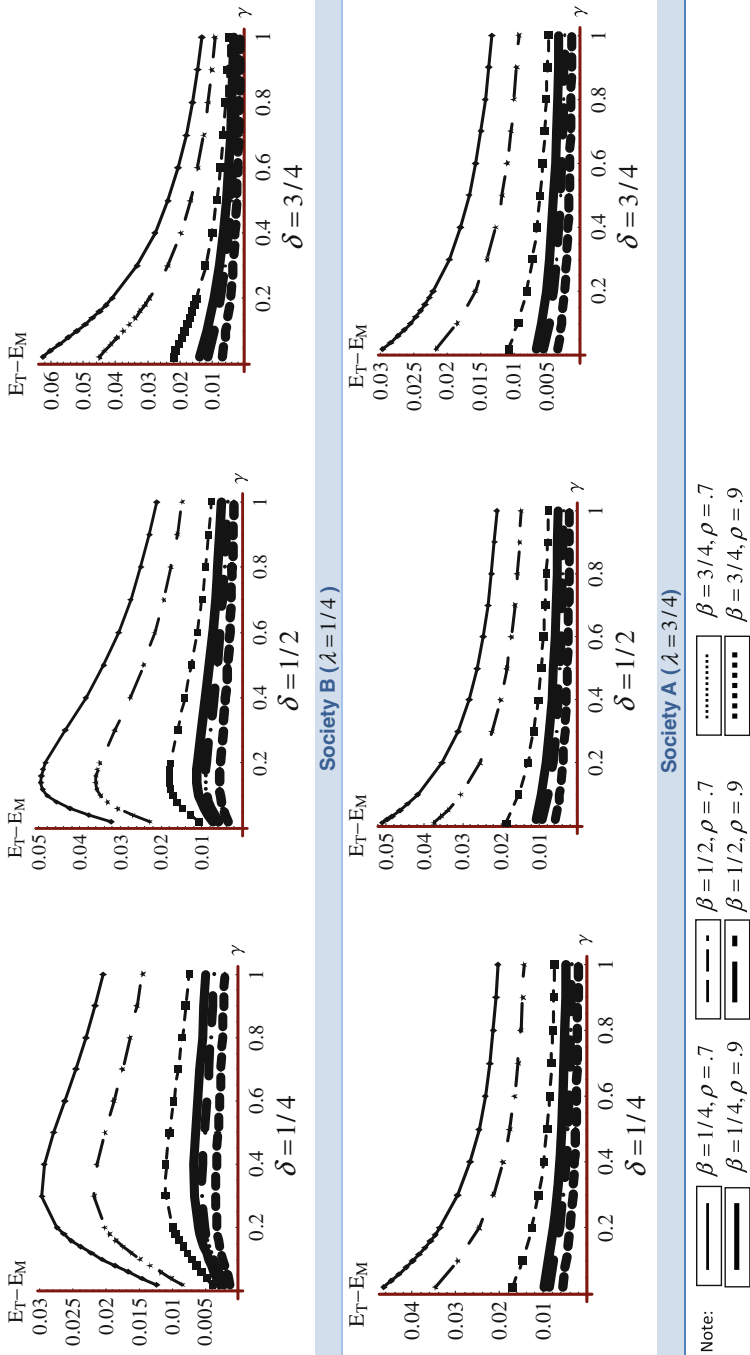 E_T−E_M
0.03
0.025
0.02
0.015
0.01
0.005
0.2
0.4
0.6
0.8
1
γ
δ = 1/4
E_T−E_M
0.05
0.04
0.03
0.02
0.01
0.2
0.4
0.6
0.8
1
γ
δ = 1/2
E_T−E_M
0.06
0.05
0.04
0.03
0.02
0.01
0.2
0.4
0.6
0.8
1
γ
δ = 3/4
Society B ( λ = 1/4 )
E_T−E_M
0.04
0.03
0.02
0.01
0.2
0.4
0.6
0.8
1
γ
δ = 1/4
E_T−E_M
0.05
0.04
0.03
0.02
0.01
0.2
0.4
0.6
0.8
1
γ
δ = 1/2
E_T−E_M
0.03
0.025
0.02
0.015
0.01
0.005
0.2
0.4
0.6
0.8
1
γ
δ = 3/4
Society A ( λ = 3/4)
Note:
β = 1/4, ρ = .7
β = 1/2, ρ = .7
β = 3/4, ρ = .7
β = 1/4, ρ = .9
β = 1/2, ρ = .9
β = 3/4, ρ = .9